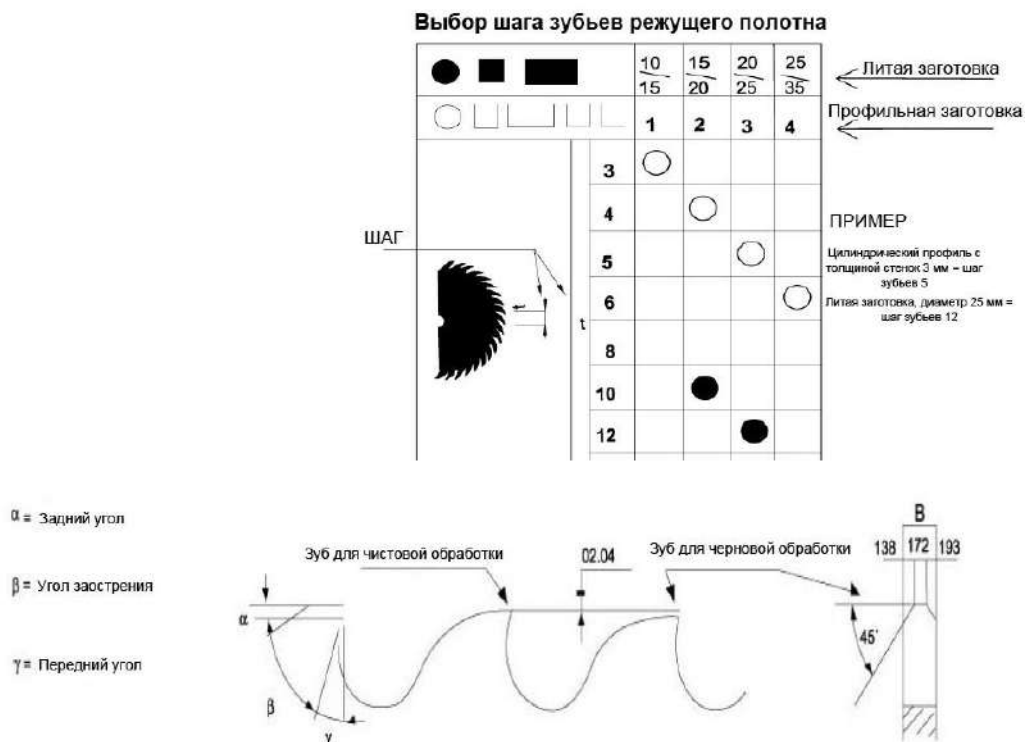 Выбор шага зубьев режущего полотна
10/15 15/20 20/25 25/35
Литая заготовка
Профильная заготовка
1 2 3 4
3
4
ПРИМЕР
ШАГ
5
Цилиндрический профиль с
толщиной стенок 3 мм = шаг
зубьев 5
6
Литая заготовка, диаметр 25 мм =
шаг зубьев 12
t
t
8
10
12
α = Задний угол
β = Угол заострения
γ = Передний угол
Зуб для чистовой обработки
02.04
Зуб для черновой обработки
B
138 172 193
α
45°
β
γ